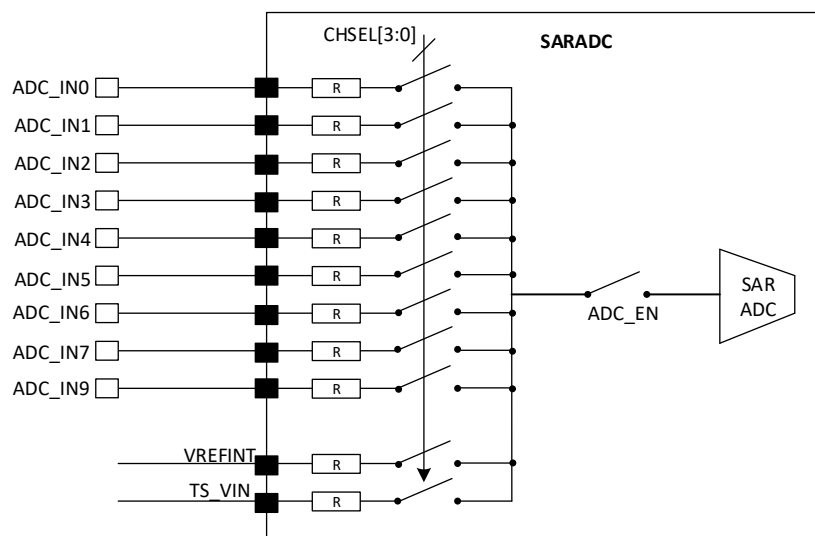 CHSEL[3:0]
SARADC
ADC_IN0
R
ADC_IN1
R
ADC_IN2
R
ADC_IN3
R
ADC_IN4
R
ADC_IN5
R
ADC_IN6
R
ADC_IN7
R
ADC_IN9
R
ADC_EN
SAR
ADC
VREFINT
R
TS_VIN
R